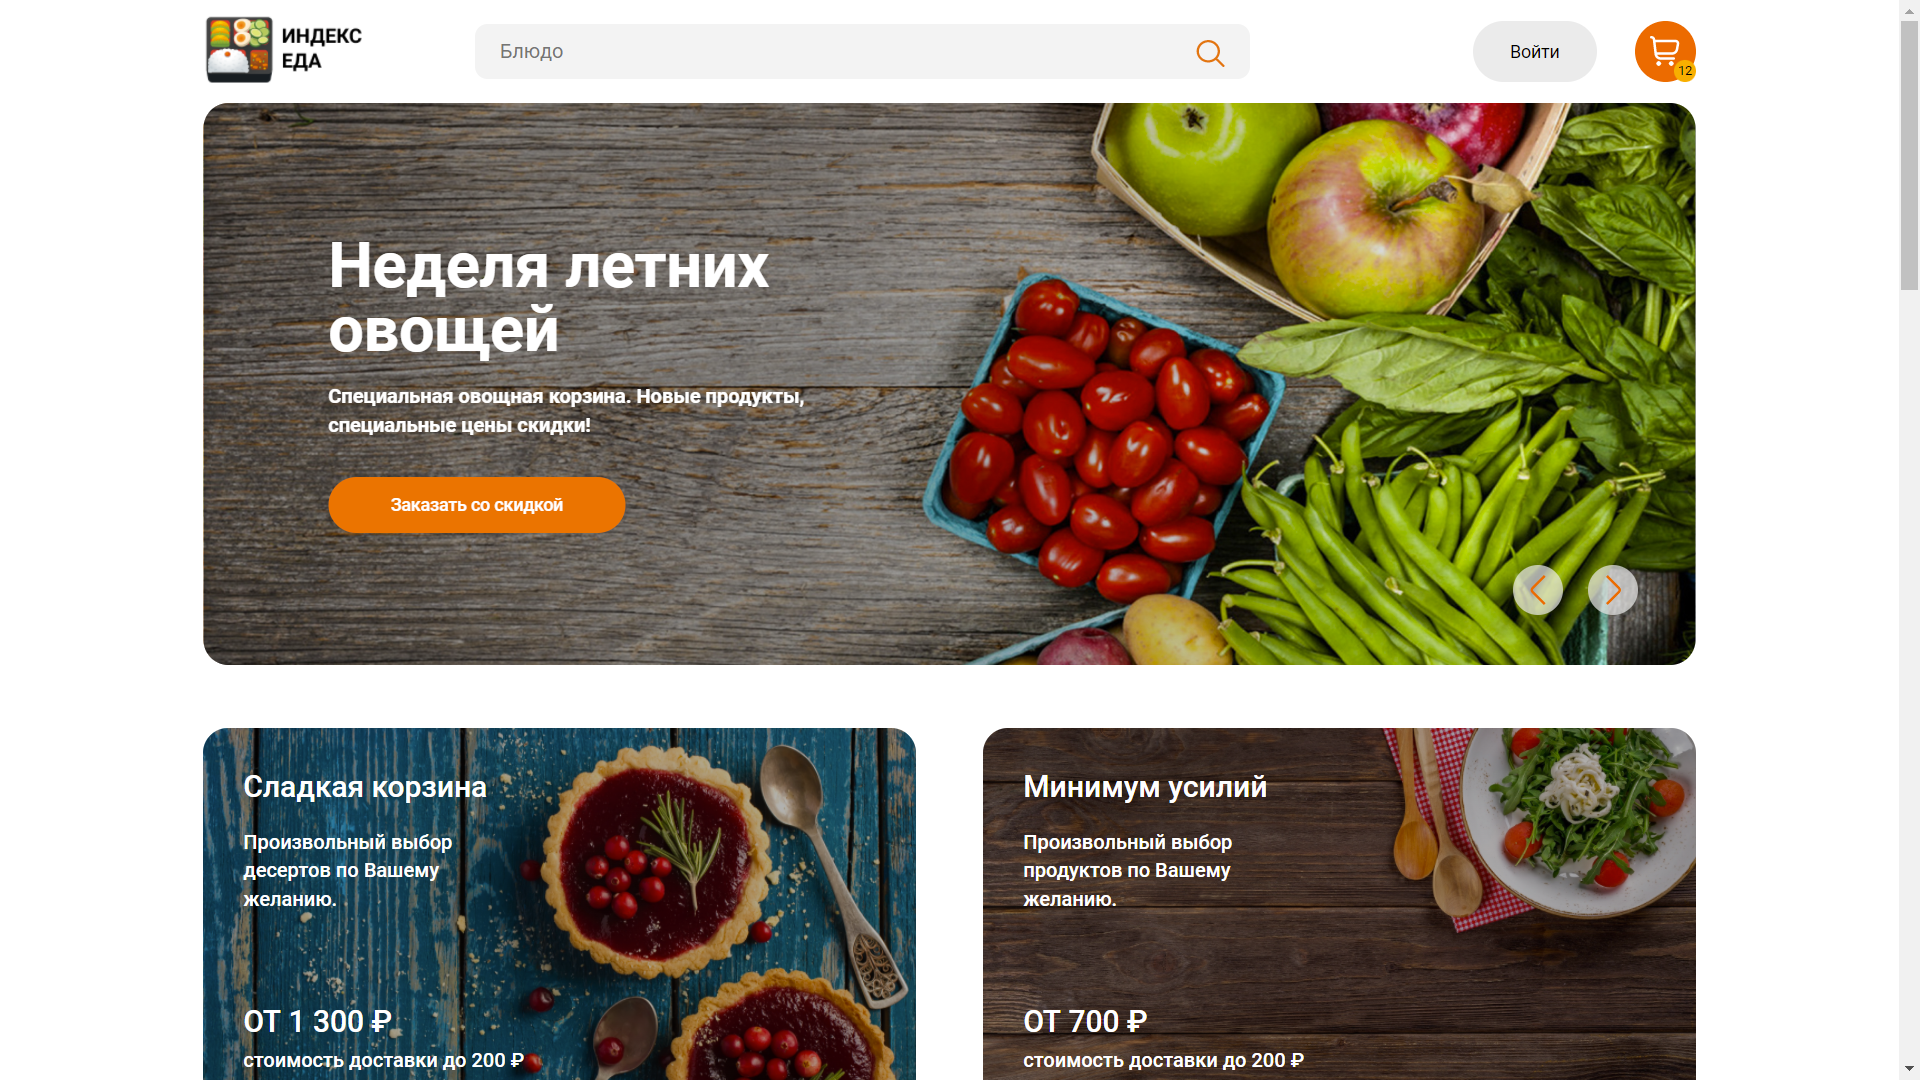 ИНДЕКС
ЕДА
Блюдо
Войти
12
Неделя летних
овощей
Специальная овощная корзина. Новые продукты,
специальные цены скидки!
Заказать со скидкой
Сладкая корзина
Произвольный выбор
десертов по Вашему
желанию.
ОТ 1 300 ₽
стоимость доставки до 200 ₽
Минимум усилий
Произвольный выбор
продуктов по Вашему
желанию.
ОТ 700 ₽
стоимость доставки до 200 ₽